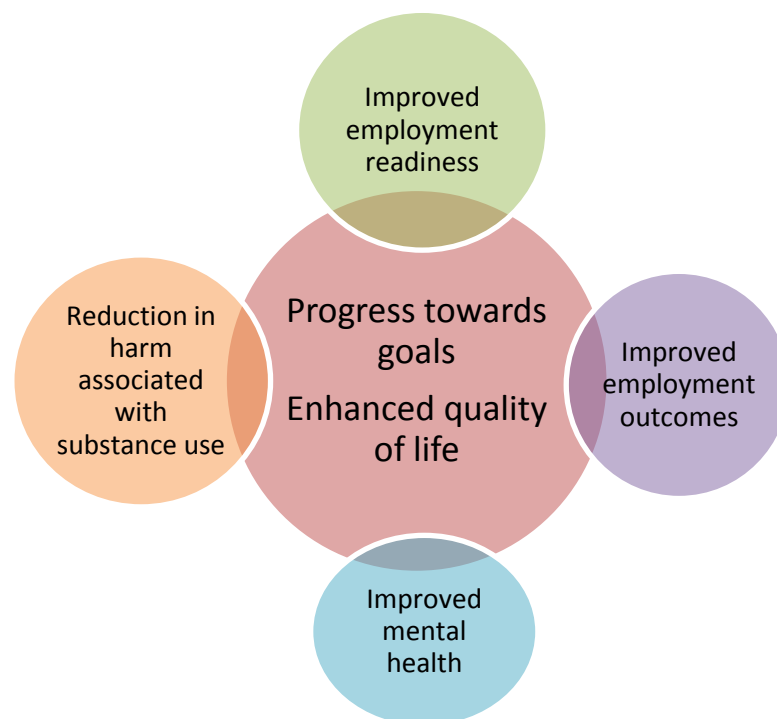 Improved
employment
readiness
Reduction in
harm
associated
with
substance use
Progress towards
goals
Enhanced quality
of life
Improved
employment
outcomes
Improved
mental
health